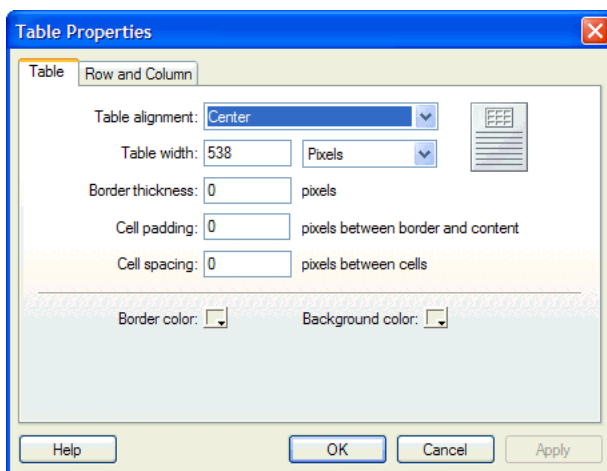 Table Properties
Table Row and Column
Table alignment: Center
Table width: 538 Pixels
Border thickness: 0 pixels
Cell padding: 0 pixels between border and content
Cell spacing: 0 pixels between cells
Border color: Background color:
Help OK Cancel Apply